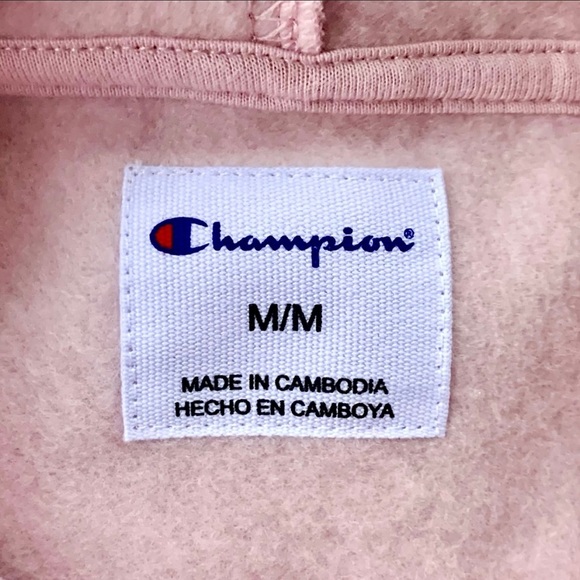 Champion®
M/M
MADE IN CAMBODIA
HECHO EN CAMBOYA